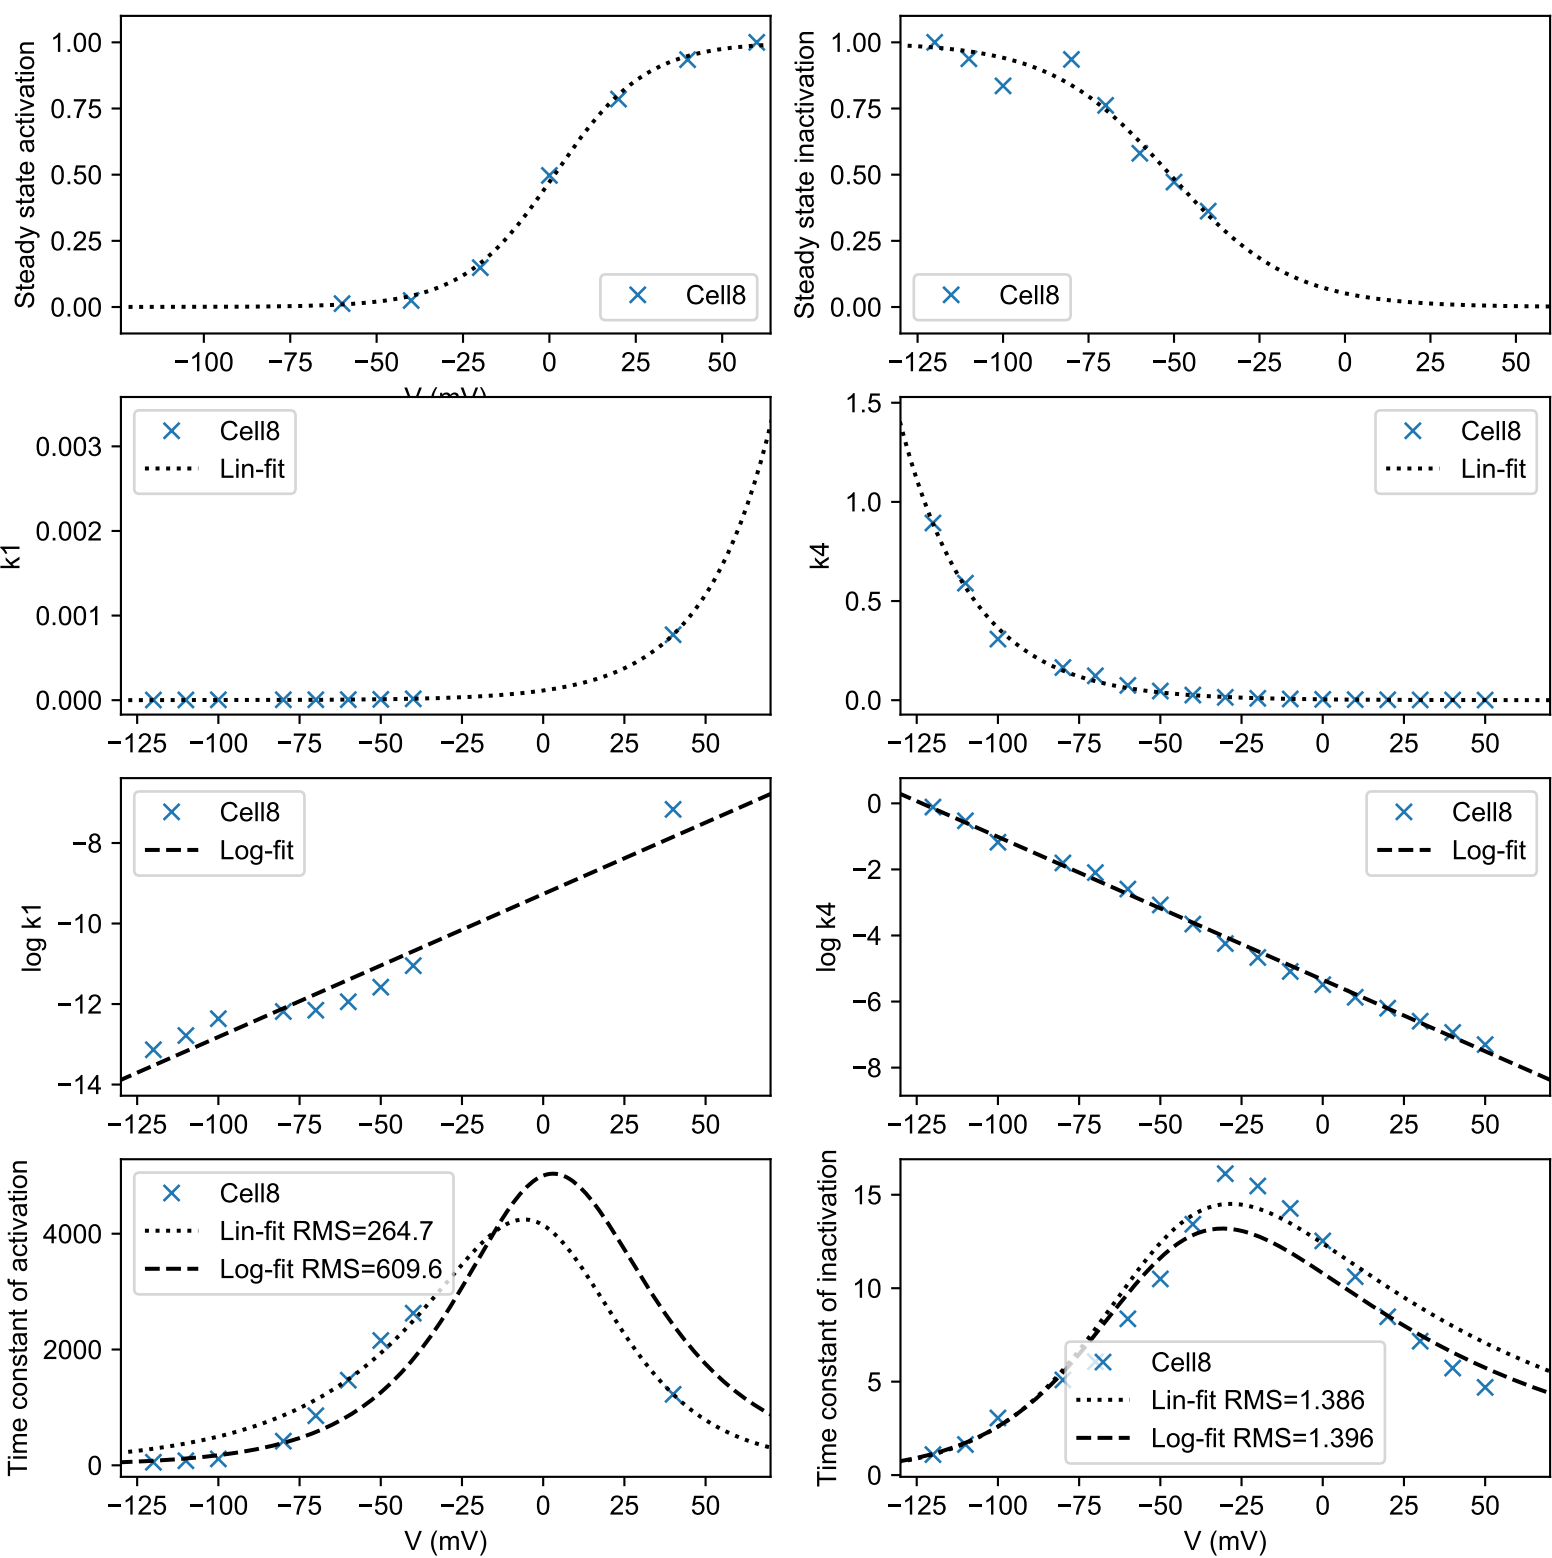 Steady state activation
1.00
0.75
0.50
0.25
0.00
Cell8
−100 −75 −50 −25 0 25 50
V (mV)
Steady state inactivation
1.00
0.75
0.50
0.25
0.00
Cell8
−125 −100 −75 −50 −25 0 25 50
k1
0.003
0.002
0.001
0.000
Cell8
Lin-fit
−125 −100 −75 −50 −25 0 25 50
k4
1.5
1.0
0.5
0.0
Cell8
Lin-fit
−125 −100 −75 −50 −25 0 25 50
log k1
−8
−10
−12
−14
Cell8
Log-fit
−125 −100 −75 −50 −25 0 25 50
log k4
0
−2
−4
−6
−8
Cell8
Log-fit
−125 −100 −75 −50 −25 0 25 50
Time constant of activation
4000
2000
0
Cell8
Lin-fit RMS=264.7
Log-fit RMS=609.6
−125 −100 −75 −50 −25 0 25 50
V (mV)
Time constant of inactivation
15
10
5
0
Cell8
Lin-fit RMS=1.386
Log-fit RMS=1.396
−125 −100 −75 −50 −25 0 25 50
V (mV)